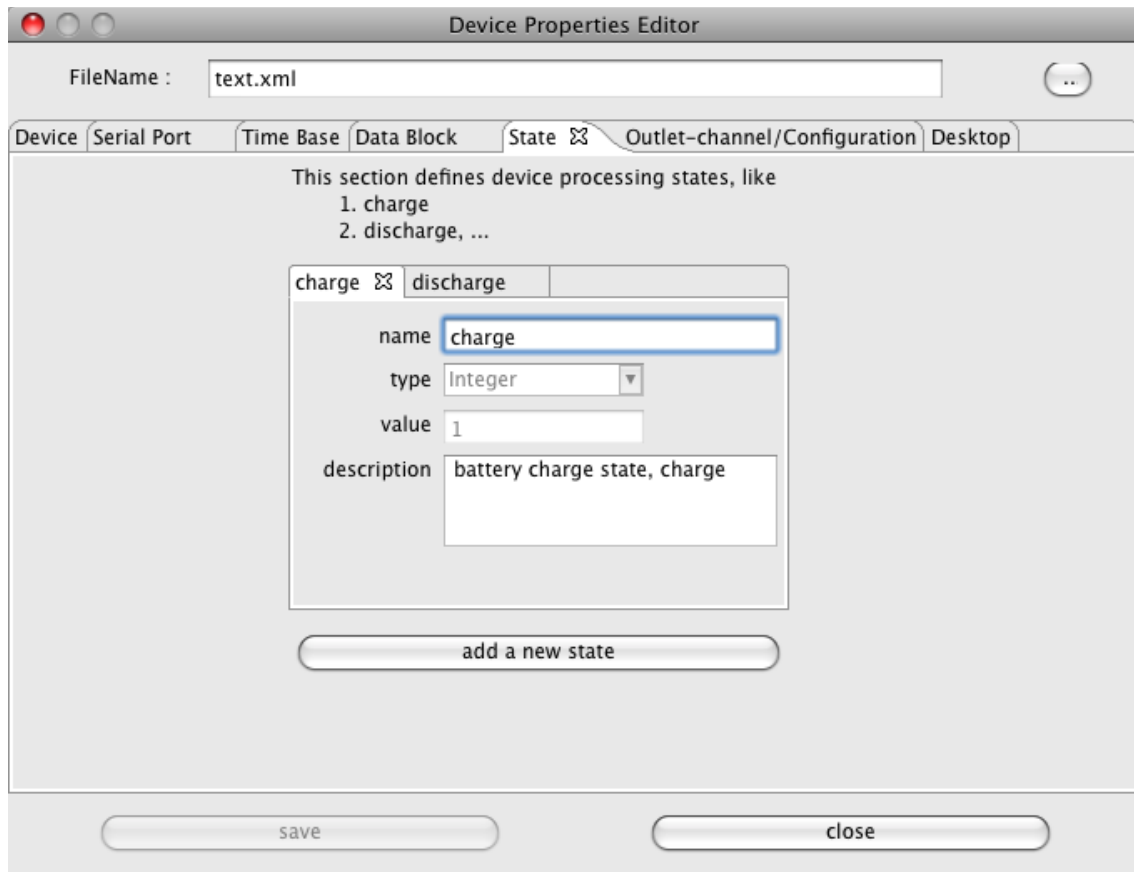 Device Properties Editor
FileName : text.xml ..
Device Serial Port Time Base Data Block State Outlet-channel/Configuration Desktop
This section defines device processing states, like
1. charge
2. discharge, ...
charge discharge
name charge
type Integer
value 1
description battery charge state, charge
add a new state
save close